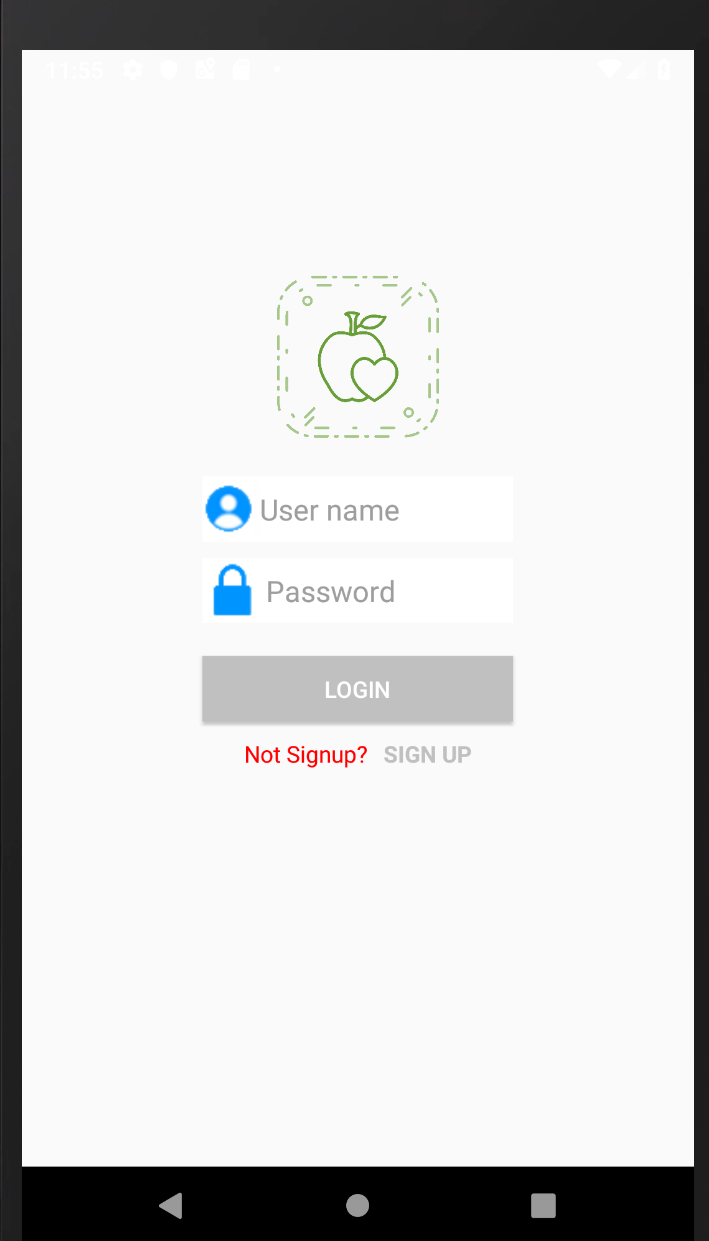 11:55
User name
Password
LOGIN
Not Signup? SIGN UP